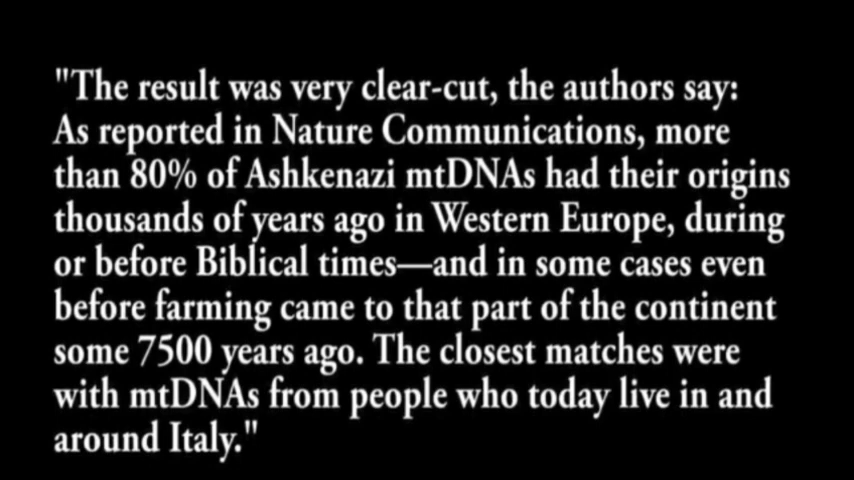 "The result was very clear-cut, the authors say:
As reported in Nature Communications, more
than 80% of Ashkenazi mtDNAs had their origins
thousands of years ago in Western Europe, during
or before Biblical times—and in some cases even
before farming came to that part of the continent
some 7500 years ago. The closest matches were
with mtDNAs from people who today live in and
around Italy."